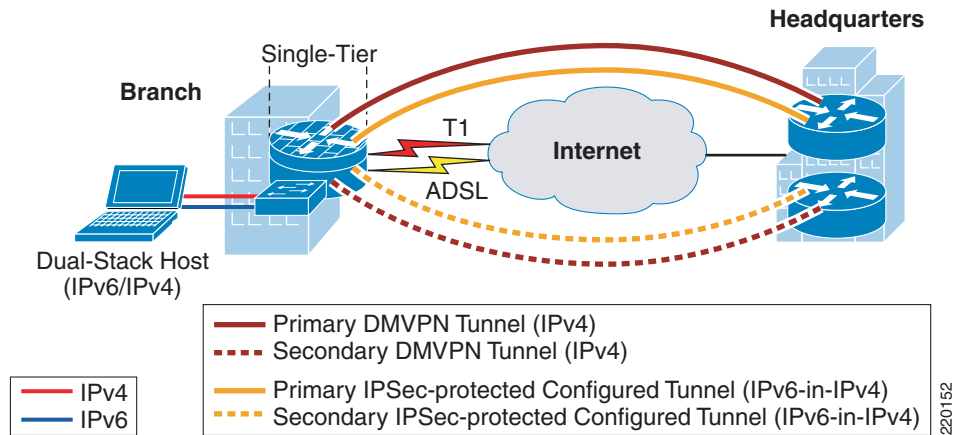 Headquarters
Single-Tier
Branch
T1
Internet
ADSL
Dual-Stack Host
(IPv6/IPv4)
Primary DMVPN Tunnel (IPv4)
Secondary DMVPN Tunnel (IPv4)
Primary IPSec-protected Configured Tunnel (IPv6-in-IPv4)
Secondary IPSec-protected Configured Tunnel (IPv6-in-IPv4)
IPv4
IPv6
220152